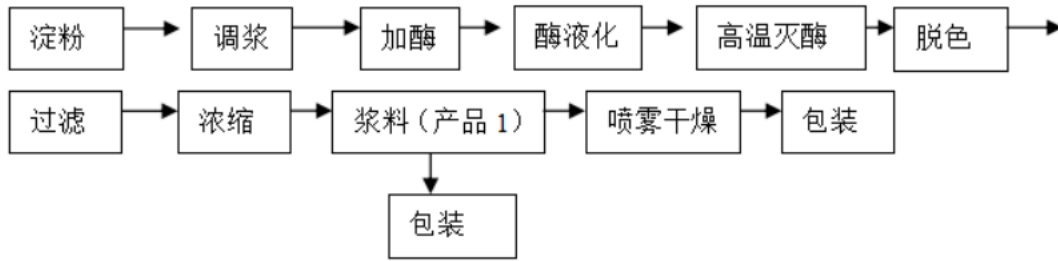 淀粉 调浆 加酶 酶液化 高温灭酶 脱色
过滤 浓缩 浆料（产品 1） 喷雾干燥 包装
包装